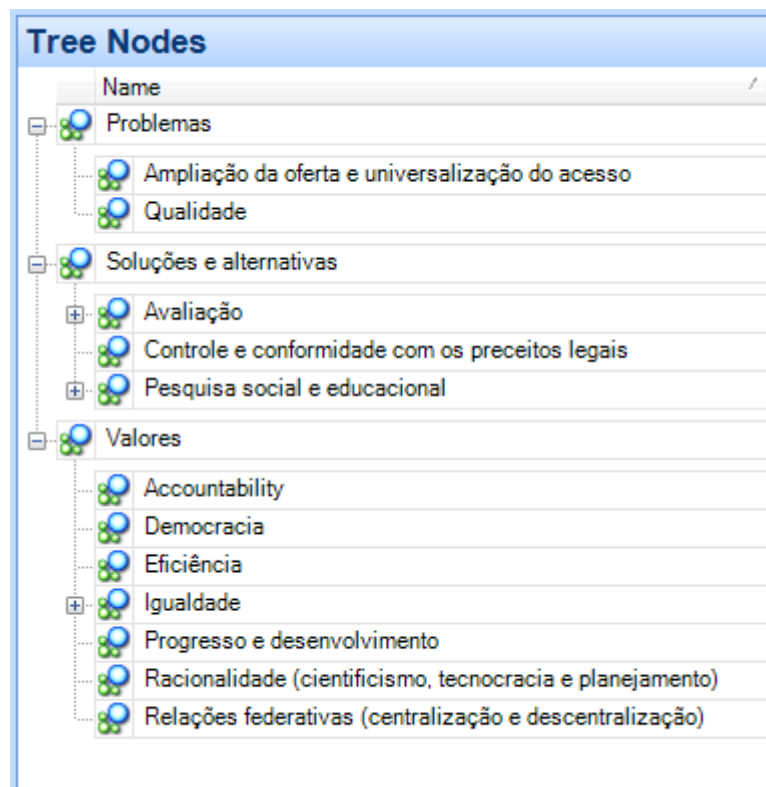 Tree Nodes
Name
Problemas
Ampliação da oferta e universalização do acesso
Qualidade
Soluções e alternativas
Avaliação
Controle e conformidade com os preceitos legais
Pesquisa social e educacional
Valores
Accountability
Democracia
Eficiência
Igualdade
Progresso e desenvolvimento
Racionalidade (cientificismo, tecnocracia e planejamento)
Relações federativas (centralização e descentralização)